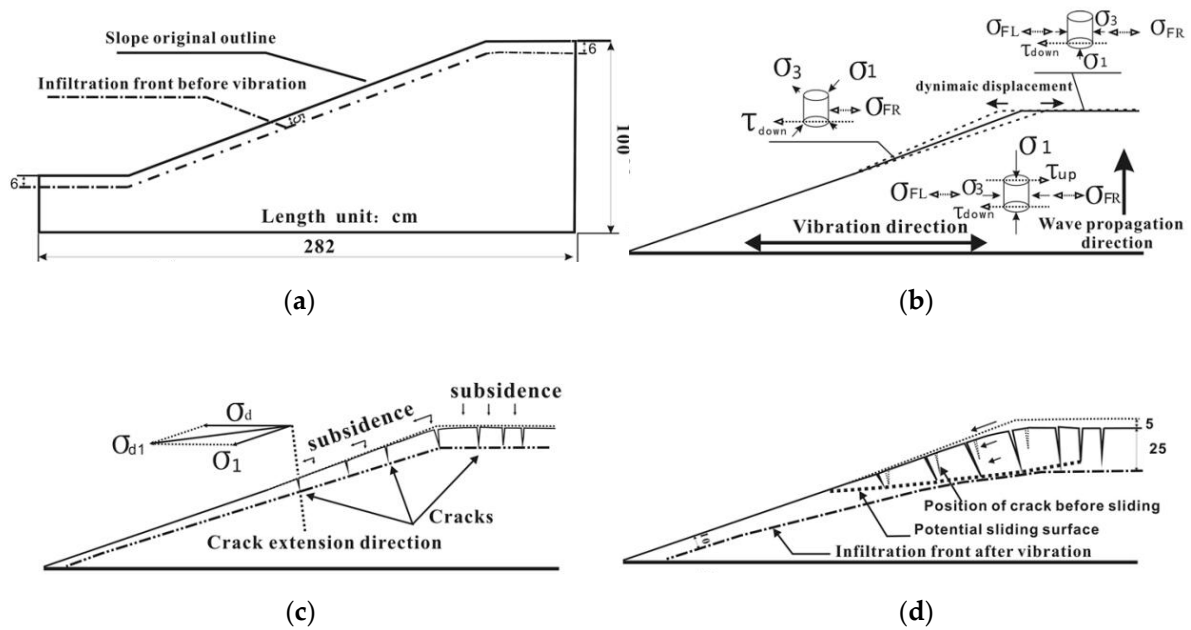 Slope original outline
Infiltration front before vibration
6
5
6
100
Length unit: cm
282
(a)
σFL
σ3
σFR
τdown
σ1
dynimaic displacement
σ3
σ1
σFR
τdown
σ1
τup
σFL
σ3
σFR
τdown
Wave propagation
direction
Vibration direction
(b)
subsidence
subsidence
σd
σd1
σ1
Cracks
Crack extension direction
(c)
5
25
Position of crack before sliding
Potential sliding surface
10
Infiltration front after vibration
(d)